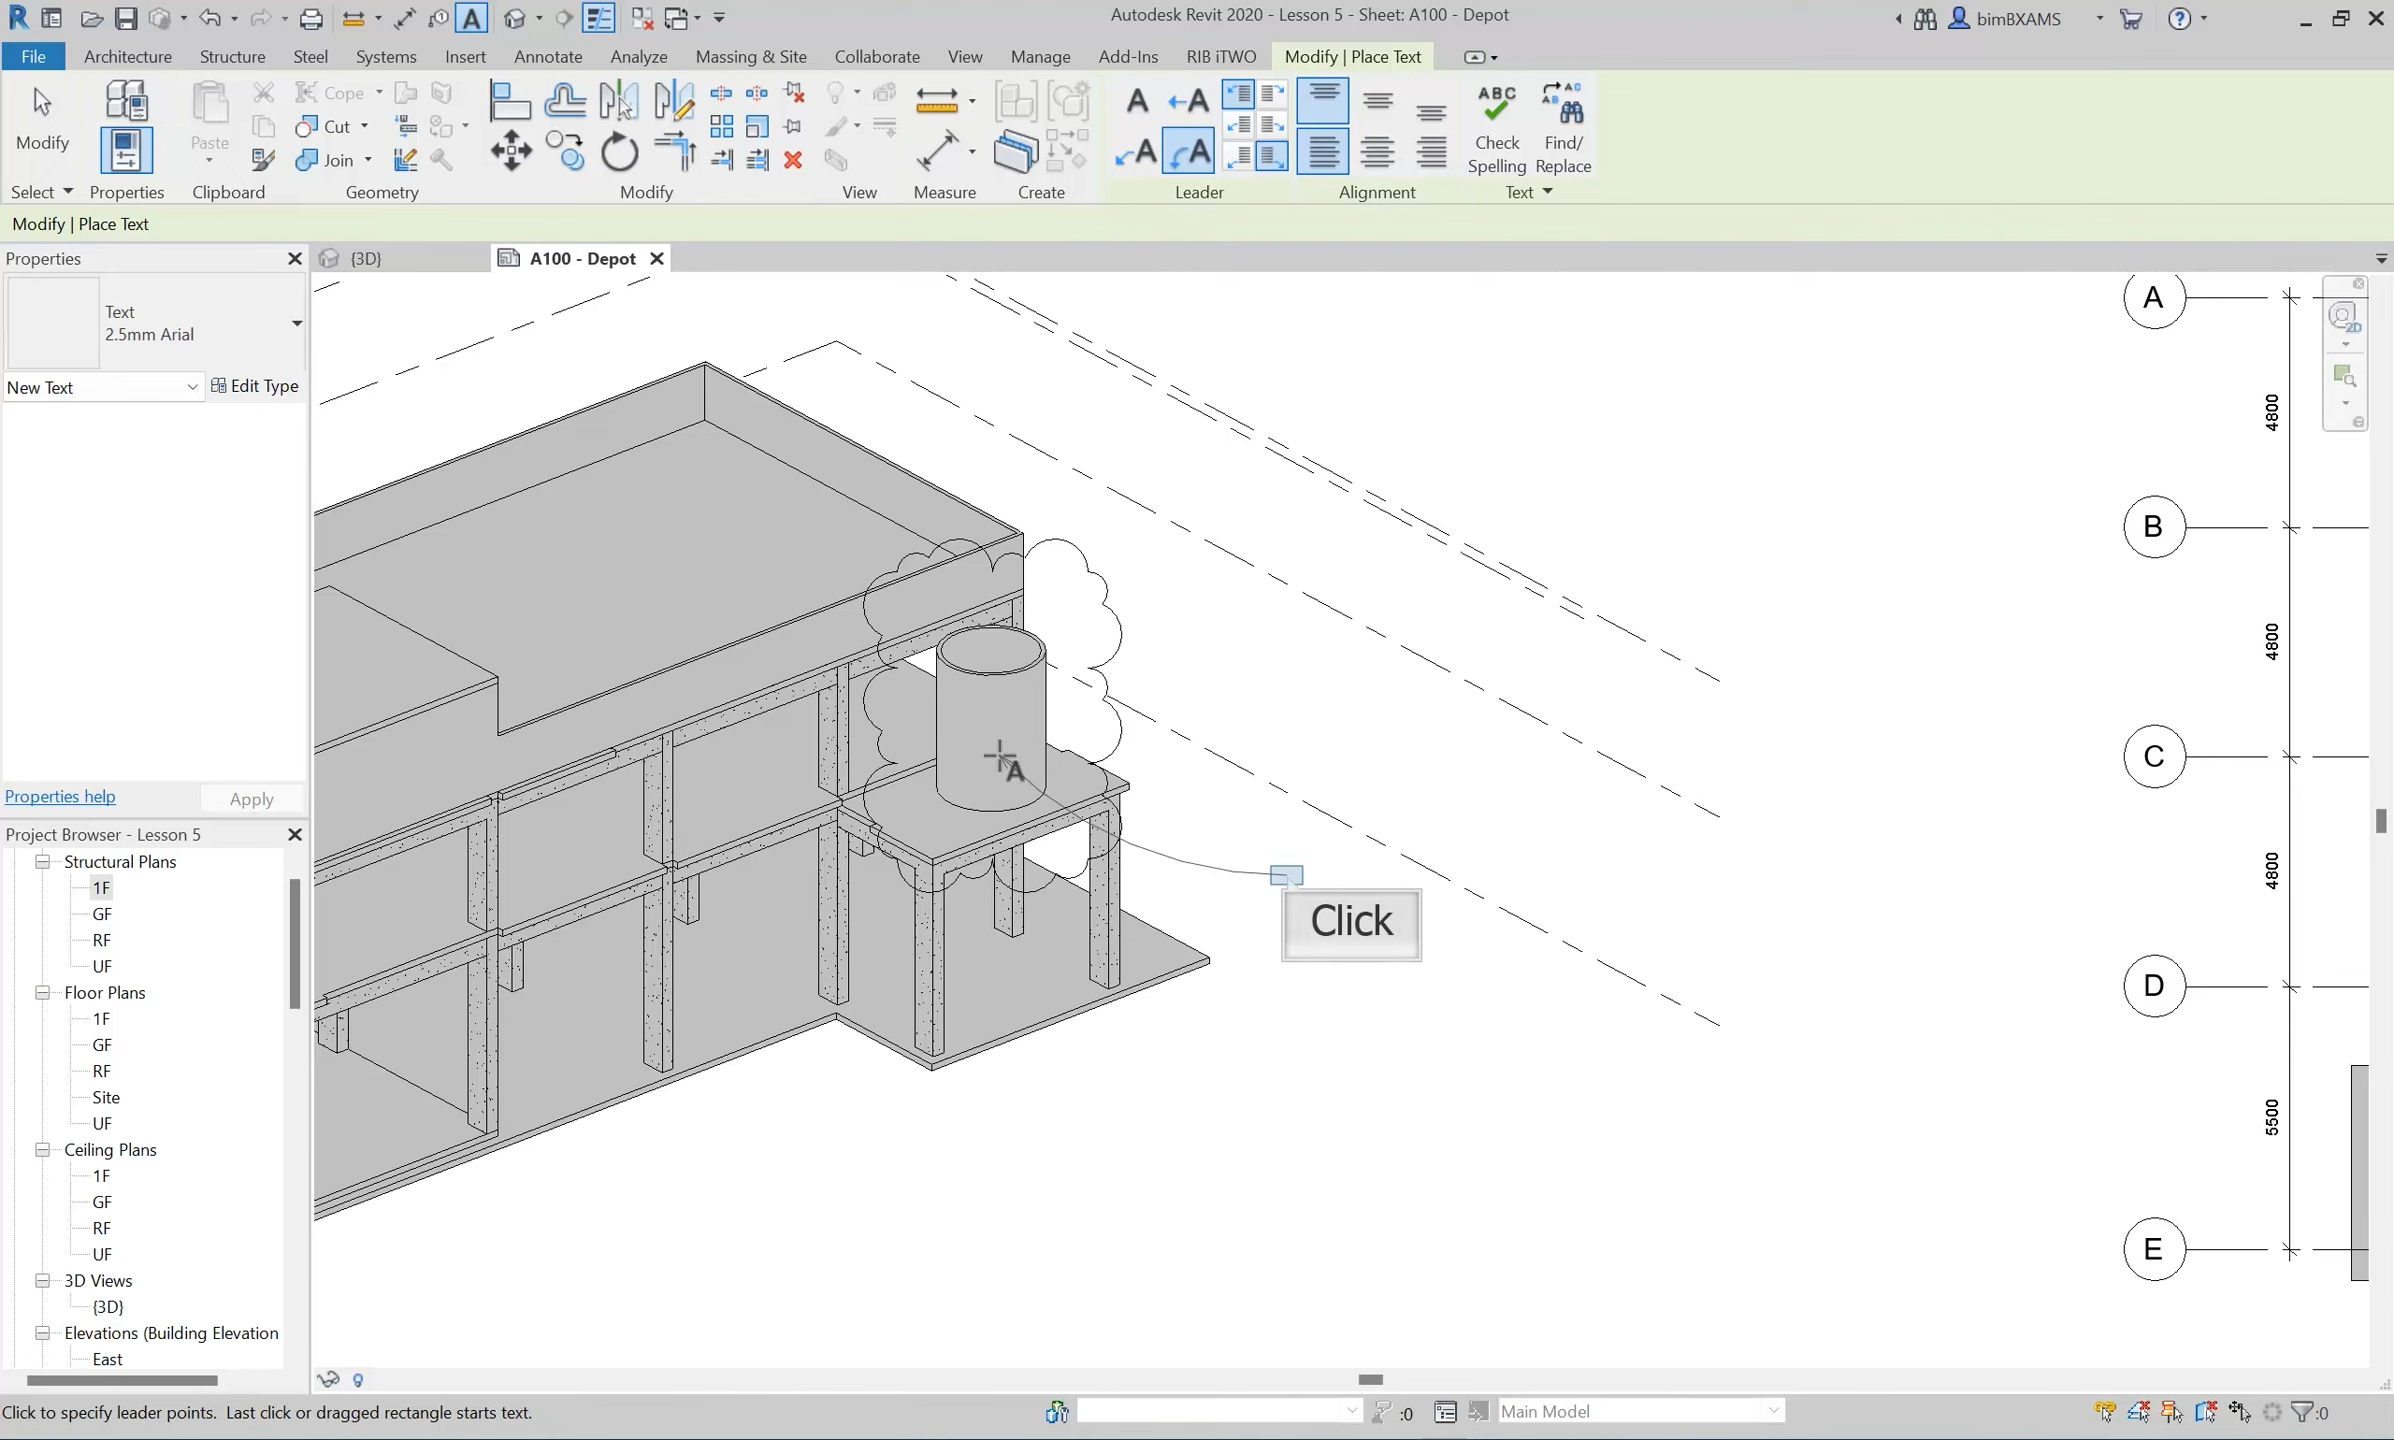 Autodesk Revit 2020 - Lesson 5 - Sheet: A100 - Depot
bimBXAMS
File Architecture Structure Steel Systems Insert Annotate Analyze Massing & Site Collaborate View Manage Add-Ins RIB iTWO Modify | Place Text
Modify
Paste
Cope
Cut
Join
ABC
Check Spelling
Find/ Replace
Select Properties Clipboard Geometry Modify View Measure Create Leader Alignment Text
Modify | Place Text
Properties
{3D}
A100 - Depot
Text
2.5mm Arial
New Text
Edit Type
Properties help
Apply
Project Browser - Lesson 5
Structural Plans
1F
GF
RF
UF
Floor Plans
1F
GF
RF
Site
UF
Ceiling Plans
1F
GF
RF
UF
3D Views
{3D}
Elevations (Building Elevation
East
A
4800
B
4800
C
4800
D
5500
E
A
Click
2D
Click to specify leader points. Last click or dragged rectangle starts text.
:0
Main Model
:0